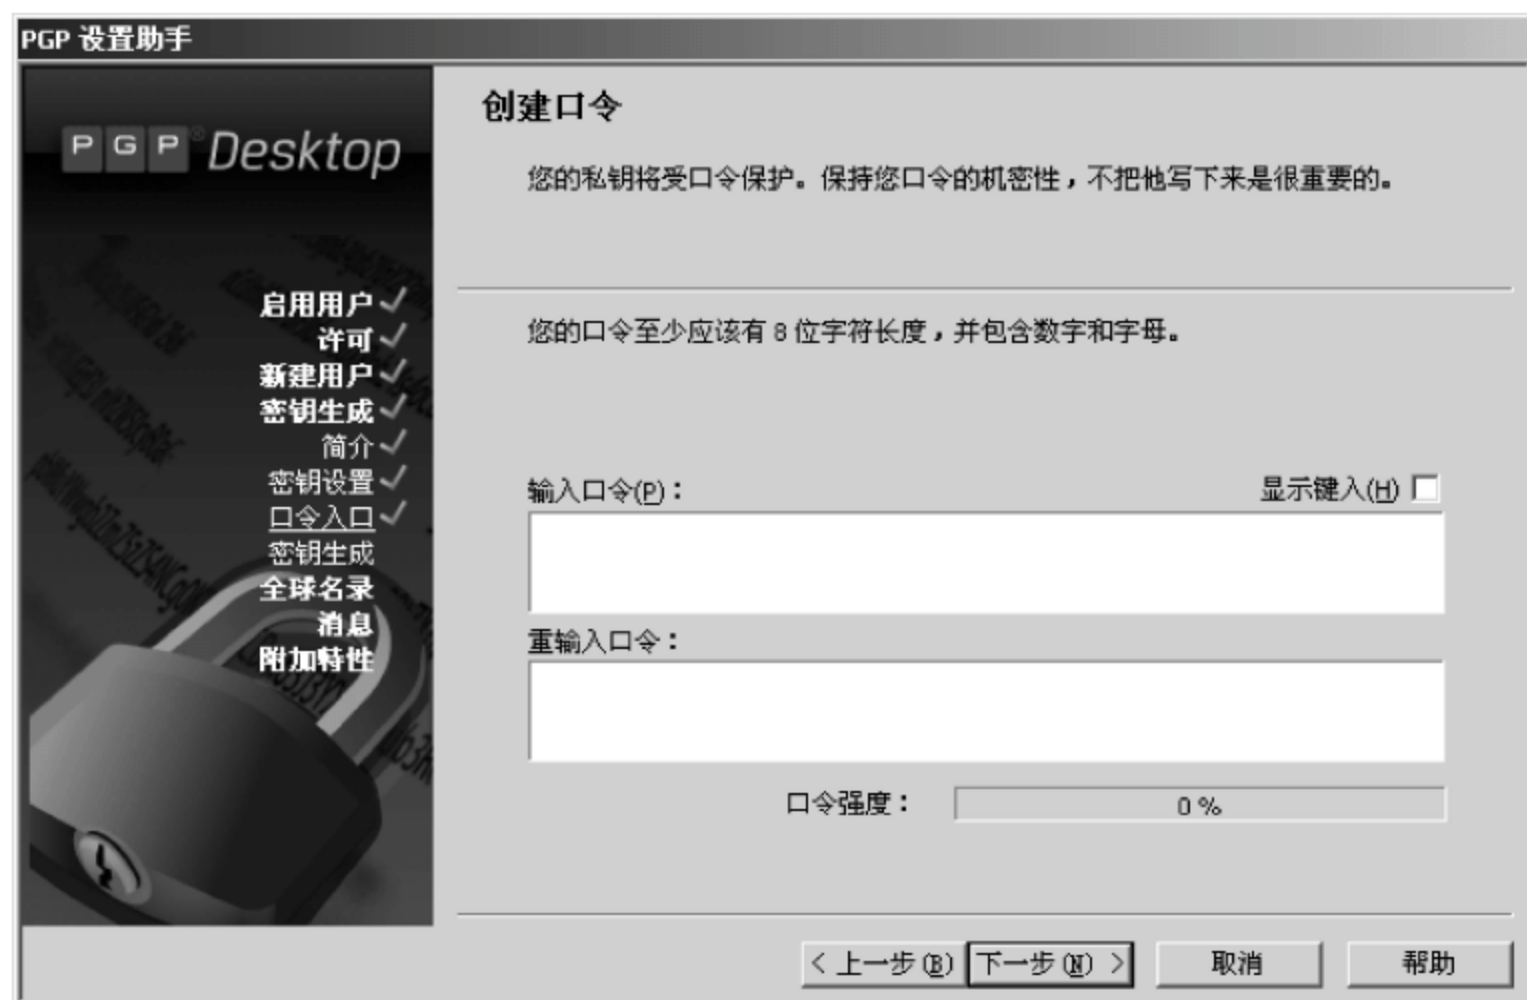 PGP 设置助手
PGP® Desktop
启用用户
许可
新建用户
密钥生成
简介
密钥设置
口令入口
密钥生成
全球名录
消息
附加特性
创建口令
您的私钥将受口令保护。保持您口令的机密性，不把他写下来是很重要的。
您的口令至少应该有 8 位字符长度，并包含数字和字母。
输入口令(P)： 显示键入(H)
重输入口令：
口令强度： 0 %
< 上一步(B) 下一步(N) > 取消 帮助